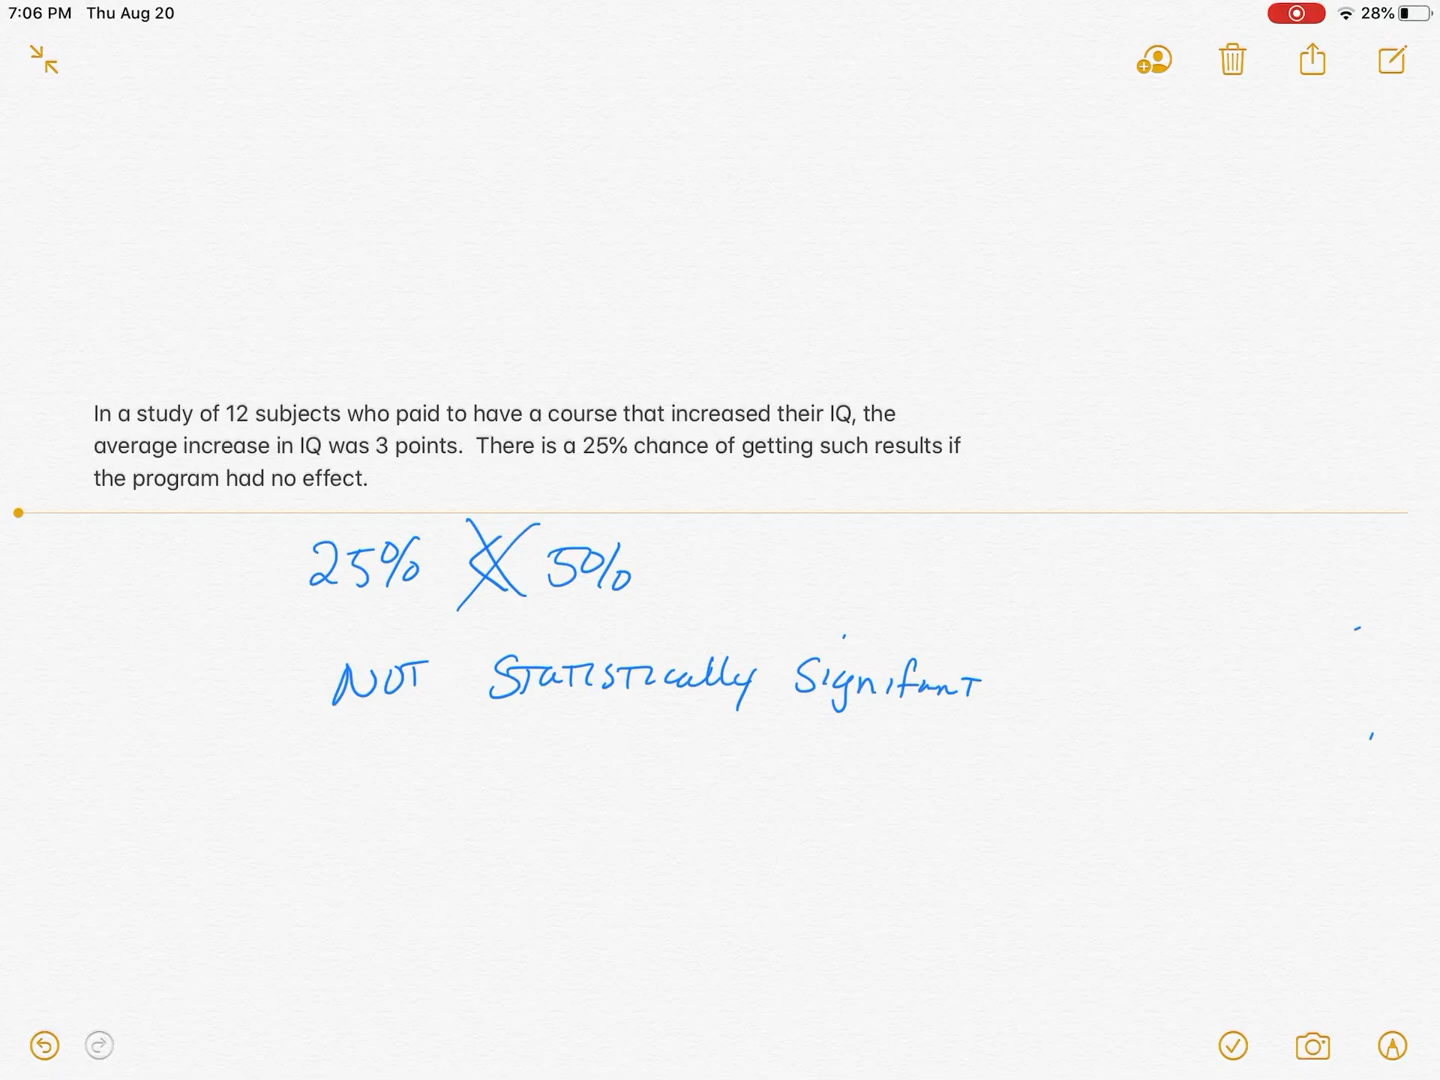 7:06 PM Thu Aug 20
28%
In a study of 12 subjects who paid to have a course that increased their IQ, the
average increase in IQ was 3 points. There is a 25% chance of getting such results if
the program had no effect.
25% < 5%
NOT Statistically Signifant